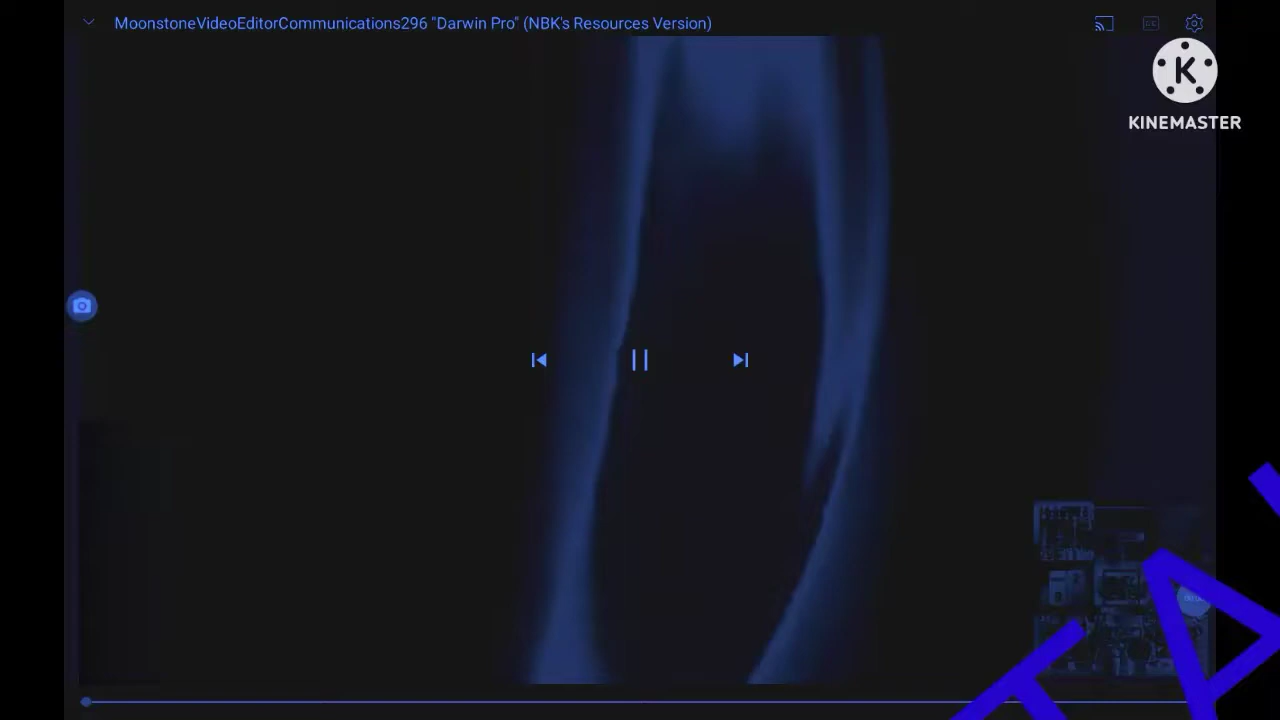 MoonstoneVideoEditorCommunications296 "Darwin Pro" (NBK's Resources Version)
K
KINEMASTER